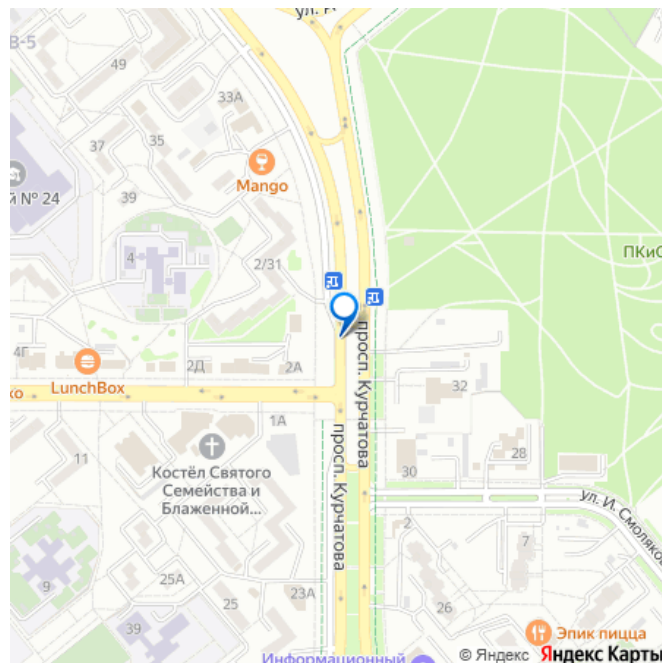 ул.
В-5
49
33А
35
37
Mango
й № 24
39
4
2/31
ПКиО
4Г
2Д
2А
LunchBox
ко
просп. Курчатова
32
1А
просп. Курчатова
11
Костёл Святого
Семейства и
Блаженной...
30
28
ул. И. Смолякова
2
7
25А
9
25
23А
26
39
Эпик пицца
Информационный
© Яндекс Яндекс Карты